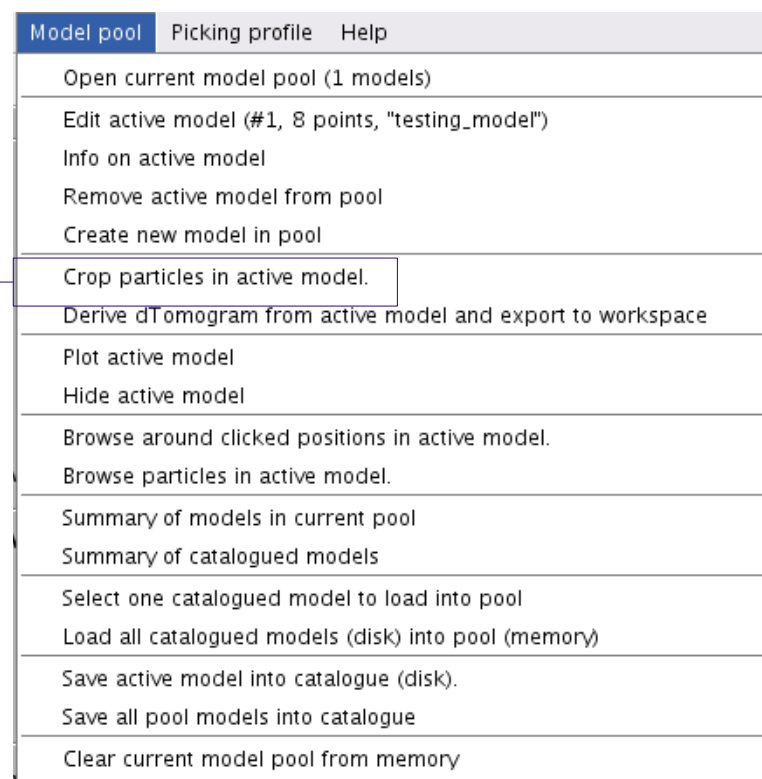 Model pool Picking profile Help
Open current model pool (1 models)
Edit active model (#1, 8 points, "testing_model")
Info on active model
Remove active model from pool
Create new model in pool
Crop particles in active model.
Derive dTomogram from active model and export to workspace
Plot active model
Hide active model
Browse around clicked positions in active model.
Browse particles in active model.
Summary of models in current pool
Summary of catalogued models
Select one catalogued model to load into pool
Load all catalogued models (disk) into pool (memory)
Save active model into catalogue (disk).
Save all pool models into catalogue
Clear current model pool from memory